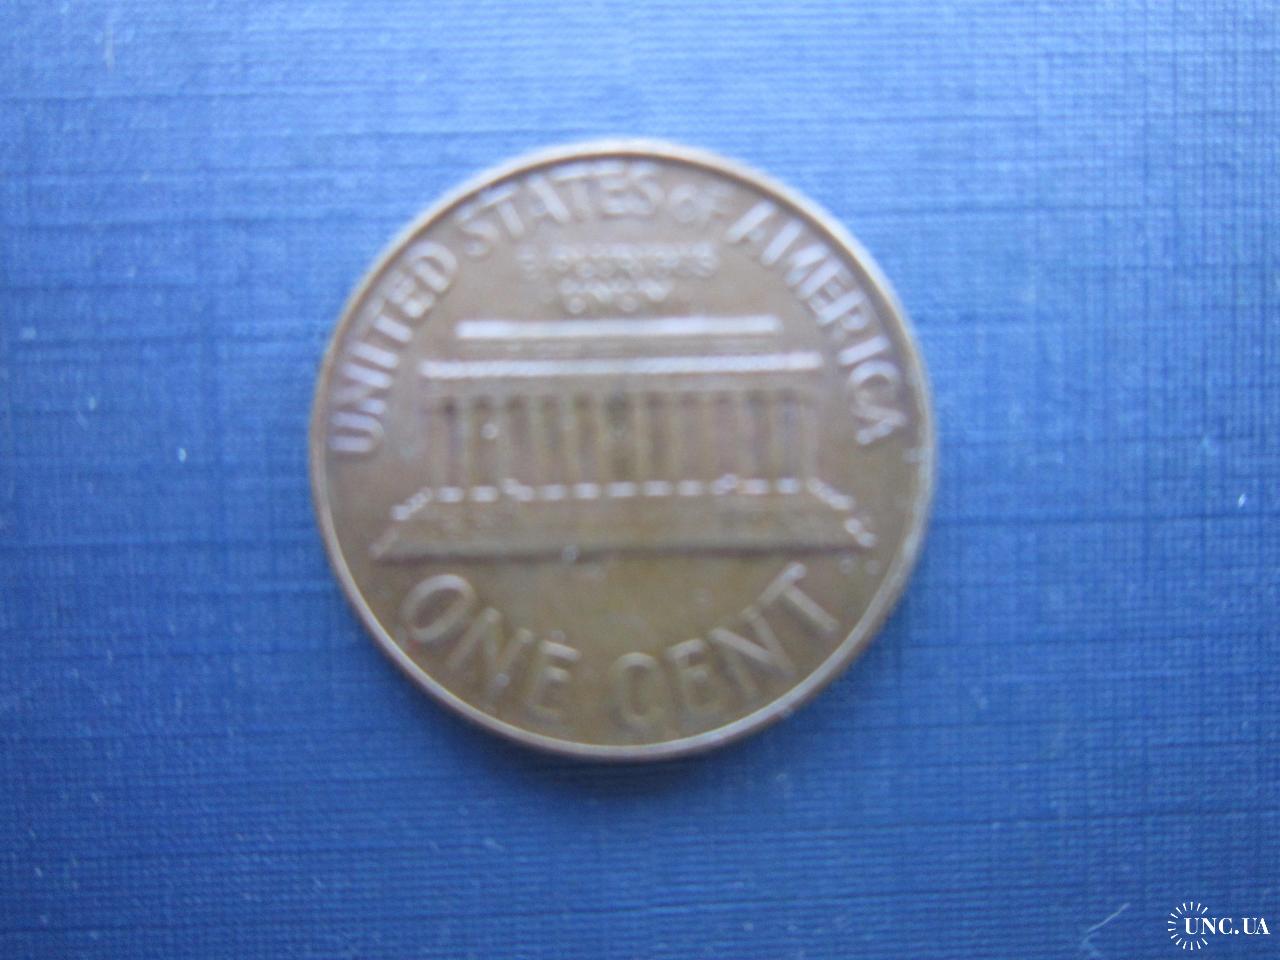 UNITED STATES OF AMERICA
E PLURIBUS
UNUM
ONE CENT
UNC.UA